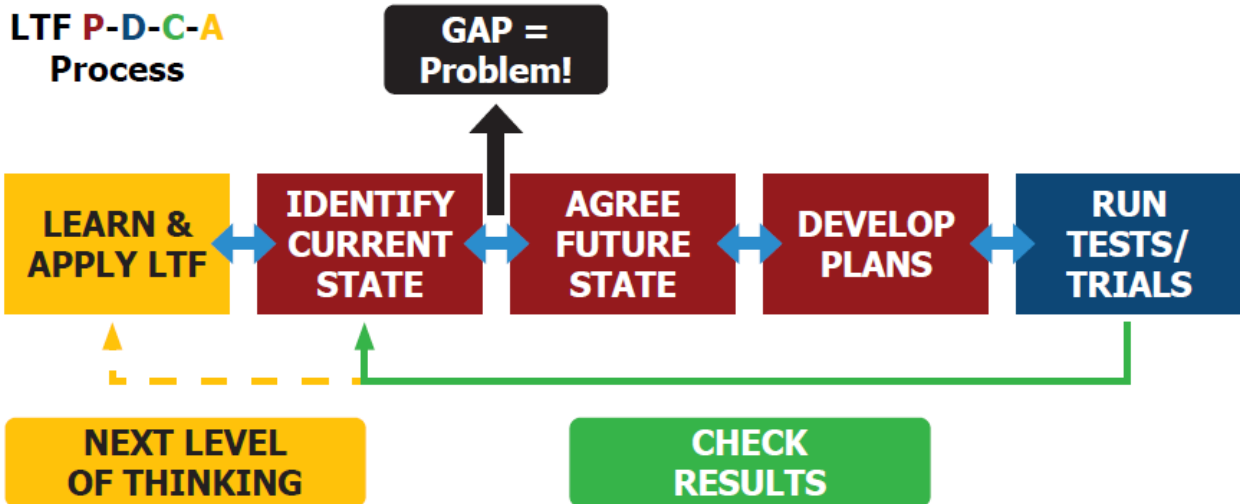 LTF P-D-C-A
Process
GAP =
Problem!
LEARN &
APPLY LTF
IDENTIFY
CURRENT
STATE
AGREE
FUTURE
STATE
DEVELOP
PLANS
RUN
TESTS/
TRIALS
NEXT LEVEL
OF THINKING
CHECK
RESULTS